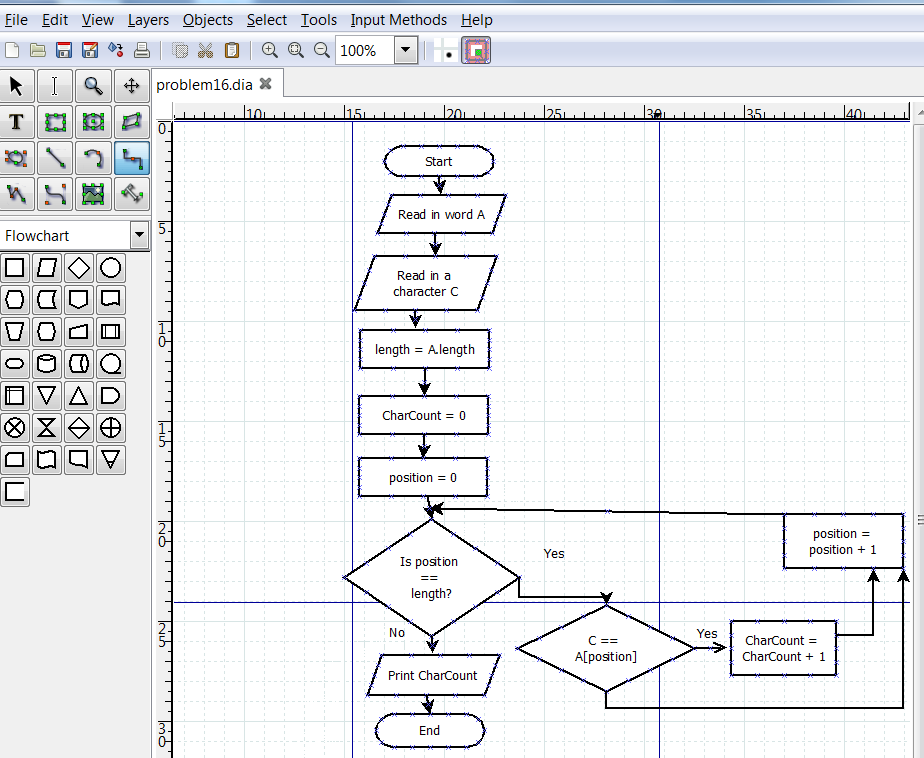 File Edit View Layers Objects Select Tools Input Methods Help
100%
problem16.dia
10 15 20 25 30 35 40
0
5
10
15
20
25
30
Flowchart
T
Start
Read in word A
Read in a
character C
length = A.length
CharCount = 0
position = 0
Is position
==
length?
Yes
No
position =
position + 1
C ==
A[position]
Yes
CharCount =
CharCount + 1
Print CharCount
End